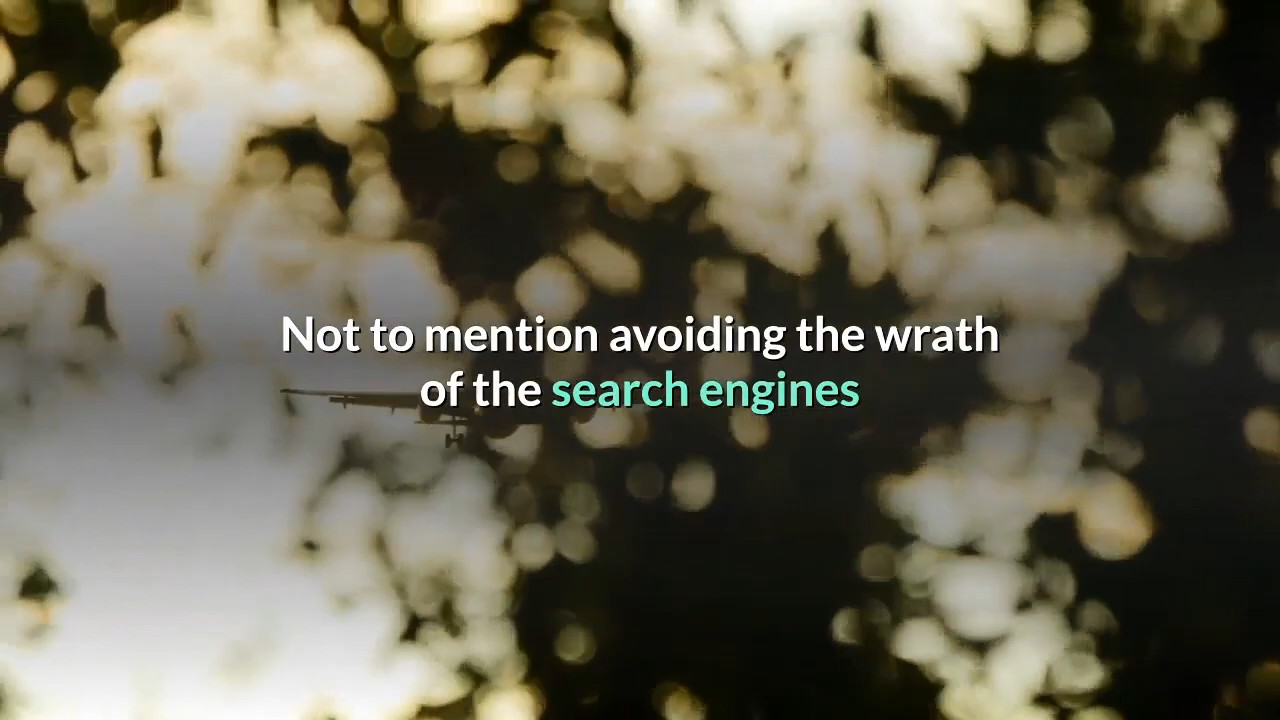 Not to mention avoiding the wrath
of the search engines